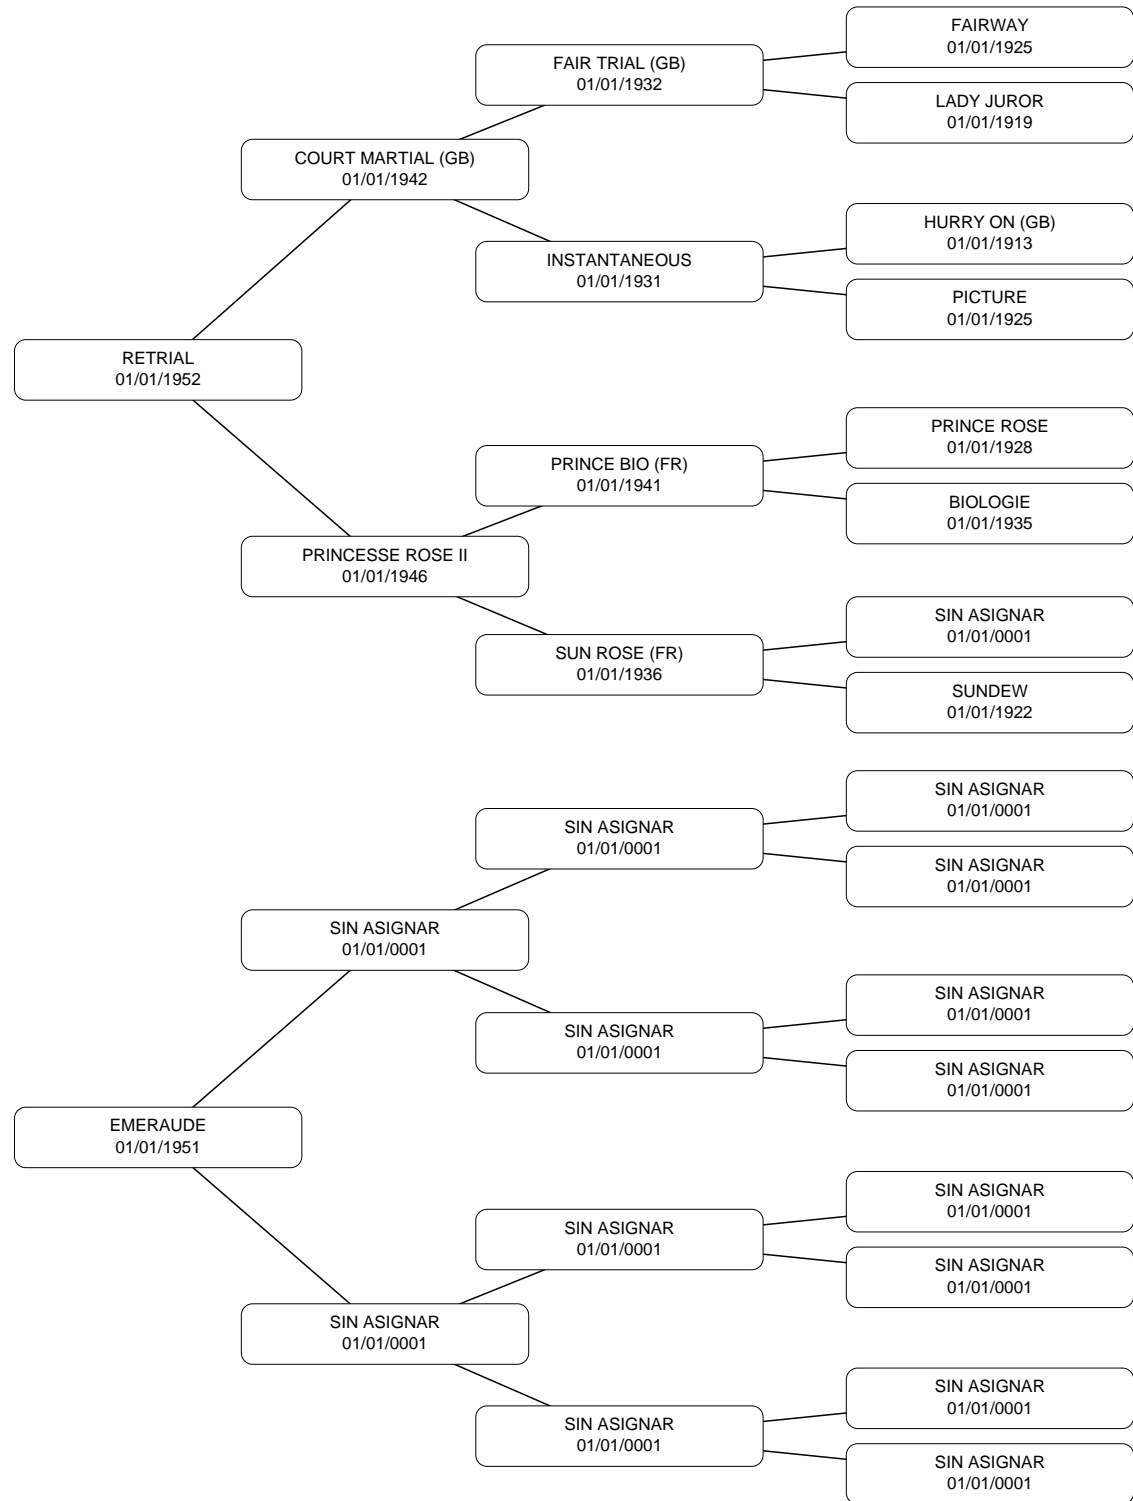 FAIRWAY
01/01/1925
FAIR TRIAL (GB)
01/01/1932
LADY JUROR
01/01/1919
COURT MARTIAL (GB)
01/01/1942
HURRY ON (GB)
01/01/1913
INSTANTANEOUS
01/01/1931
PICTURE
01/01/1925
RETRIAL
01/01/1952
PRINCE ROSE
01/01/1928
PRINCE BIO (FR)
01/01/1941
BIOLOGIE
01/01/1935
PRINCESSE ROSE II
01/01/1946
SIN ASIGNAR
01/01/0001
SUN ROSE (FR)
01/01/1936
SUNDEW
01/01/1922
SIN ASIGNAR
01/01/0001
SIN ASIGNAR
01/01/0001
SIN ASIGNAR
01/01/0001
SIN ASIGNAR
01/01/0001
SIN ASIGNAR
01/01/0001
SIN ASIGNAR
01/01/0001
SIN ASIGNAR
01/01/0001
EMERAUDE
01/01/1951
SIN ASIGNAR
01/01/0001
SIN ASIGNAR
01/01/0001
SIN ASIGNAR
01/01/0001
SIN ASIGNAR
01/01/0001
SIN ASIGNAR
01/01/0001
SIN ASIGNAR
01/01/0001
SIN ASIGNAR
01/01/0001